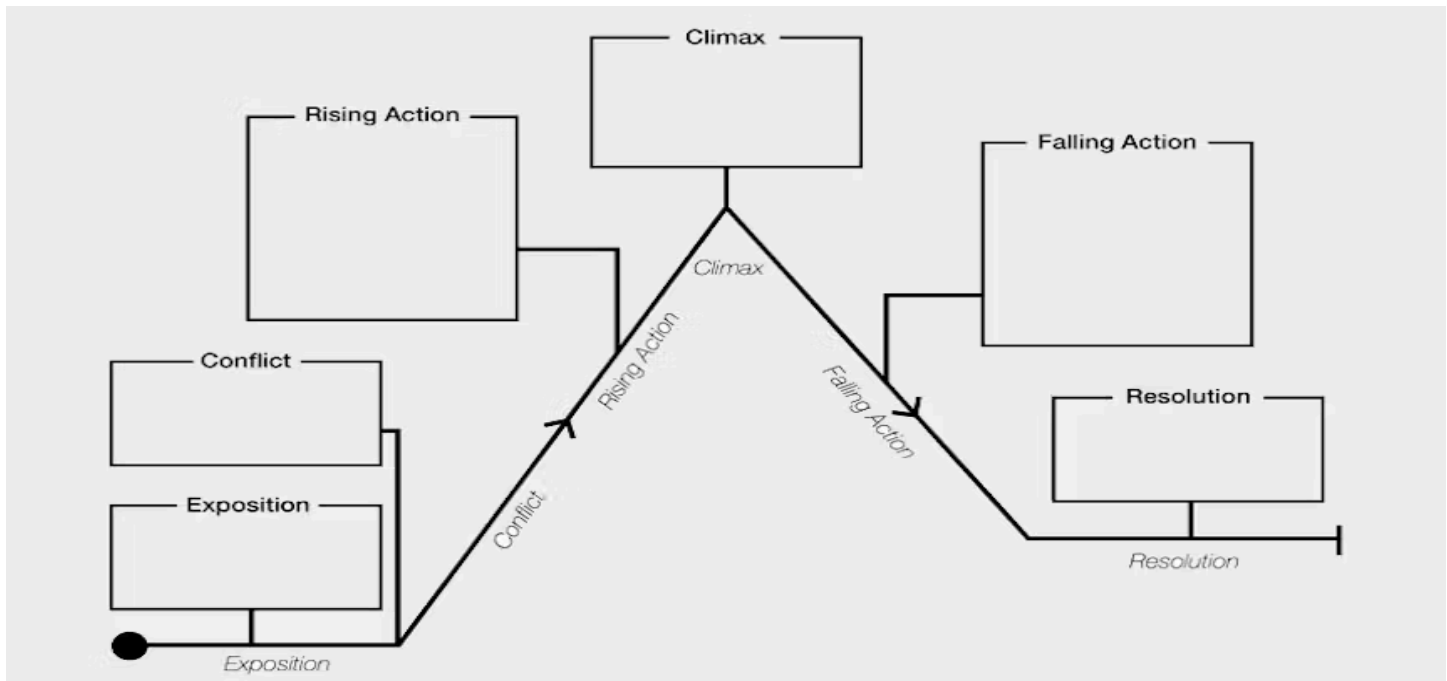 Climax
Rising Action
Falling Action
Climax
Rising Action
Conflict
Falling Action
Resolution
Conflict
Exposition
Resolution
Exposition